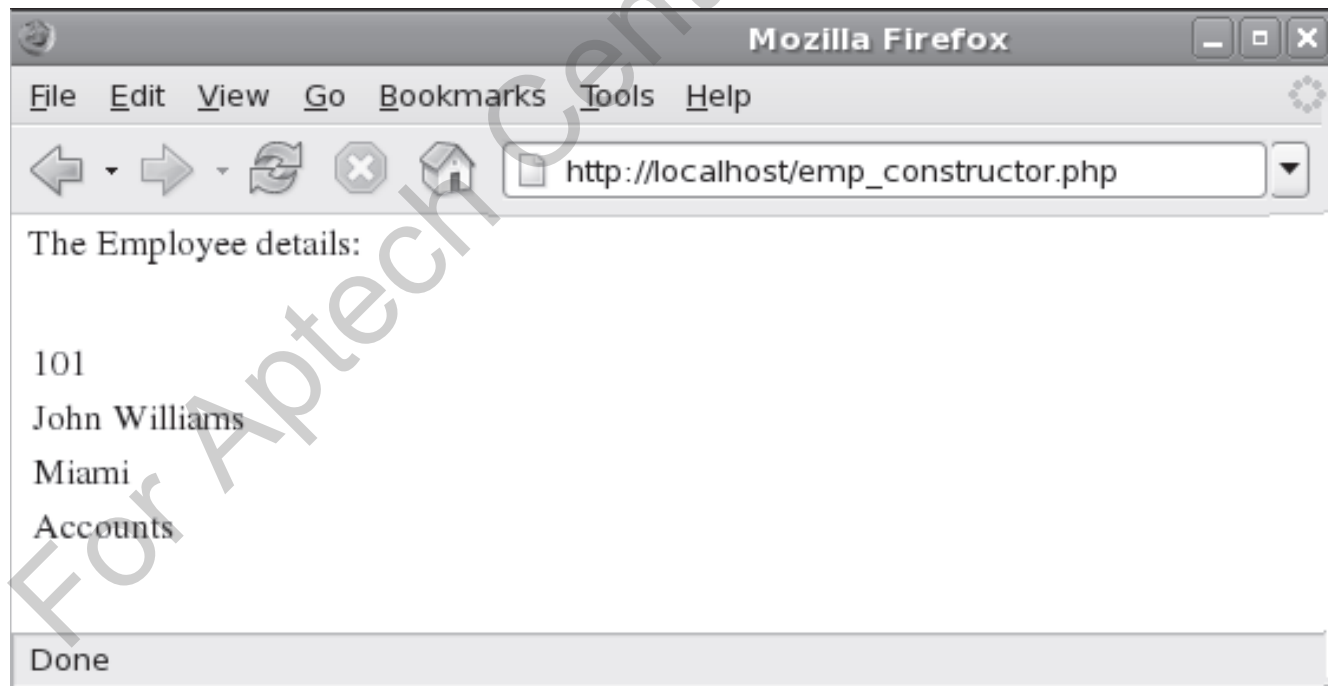 Mozilla Firefox
File Edit View Go Bookmarks Tools Help
http://localhost/emp_constructor.php
The Employee details:
101
John Williams
Miami
Accounts
Done
For Aptech